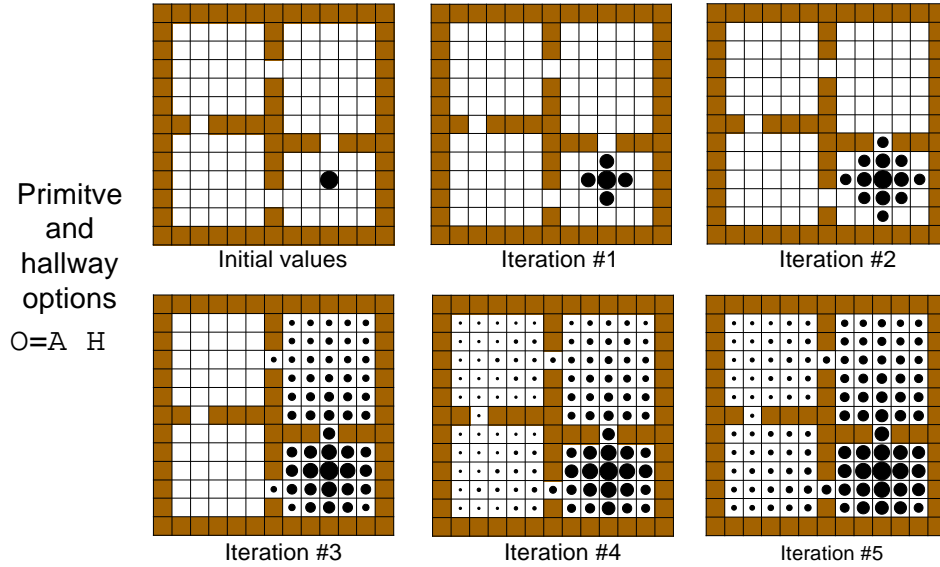 Initial values
Iteration #1
Iteration #2
Primitve
and
hallway
options
O=A H
Iteration #3
Iteration #4
Iteration #5